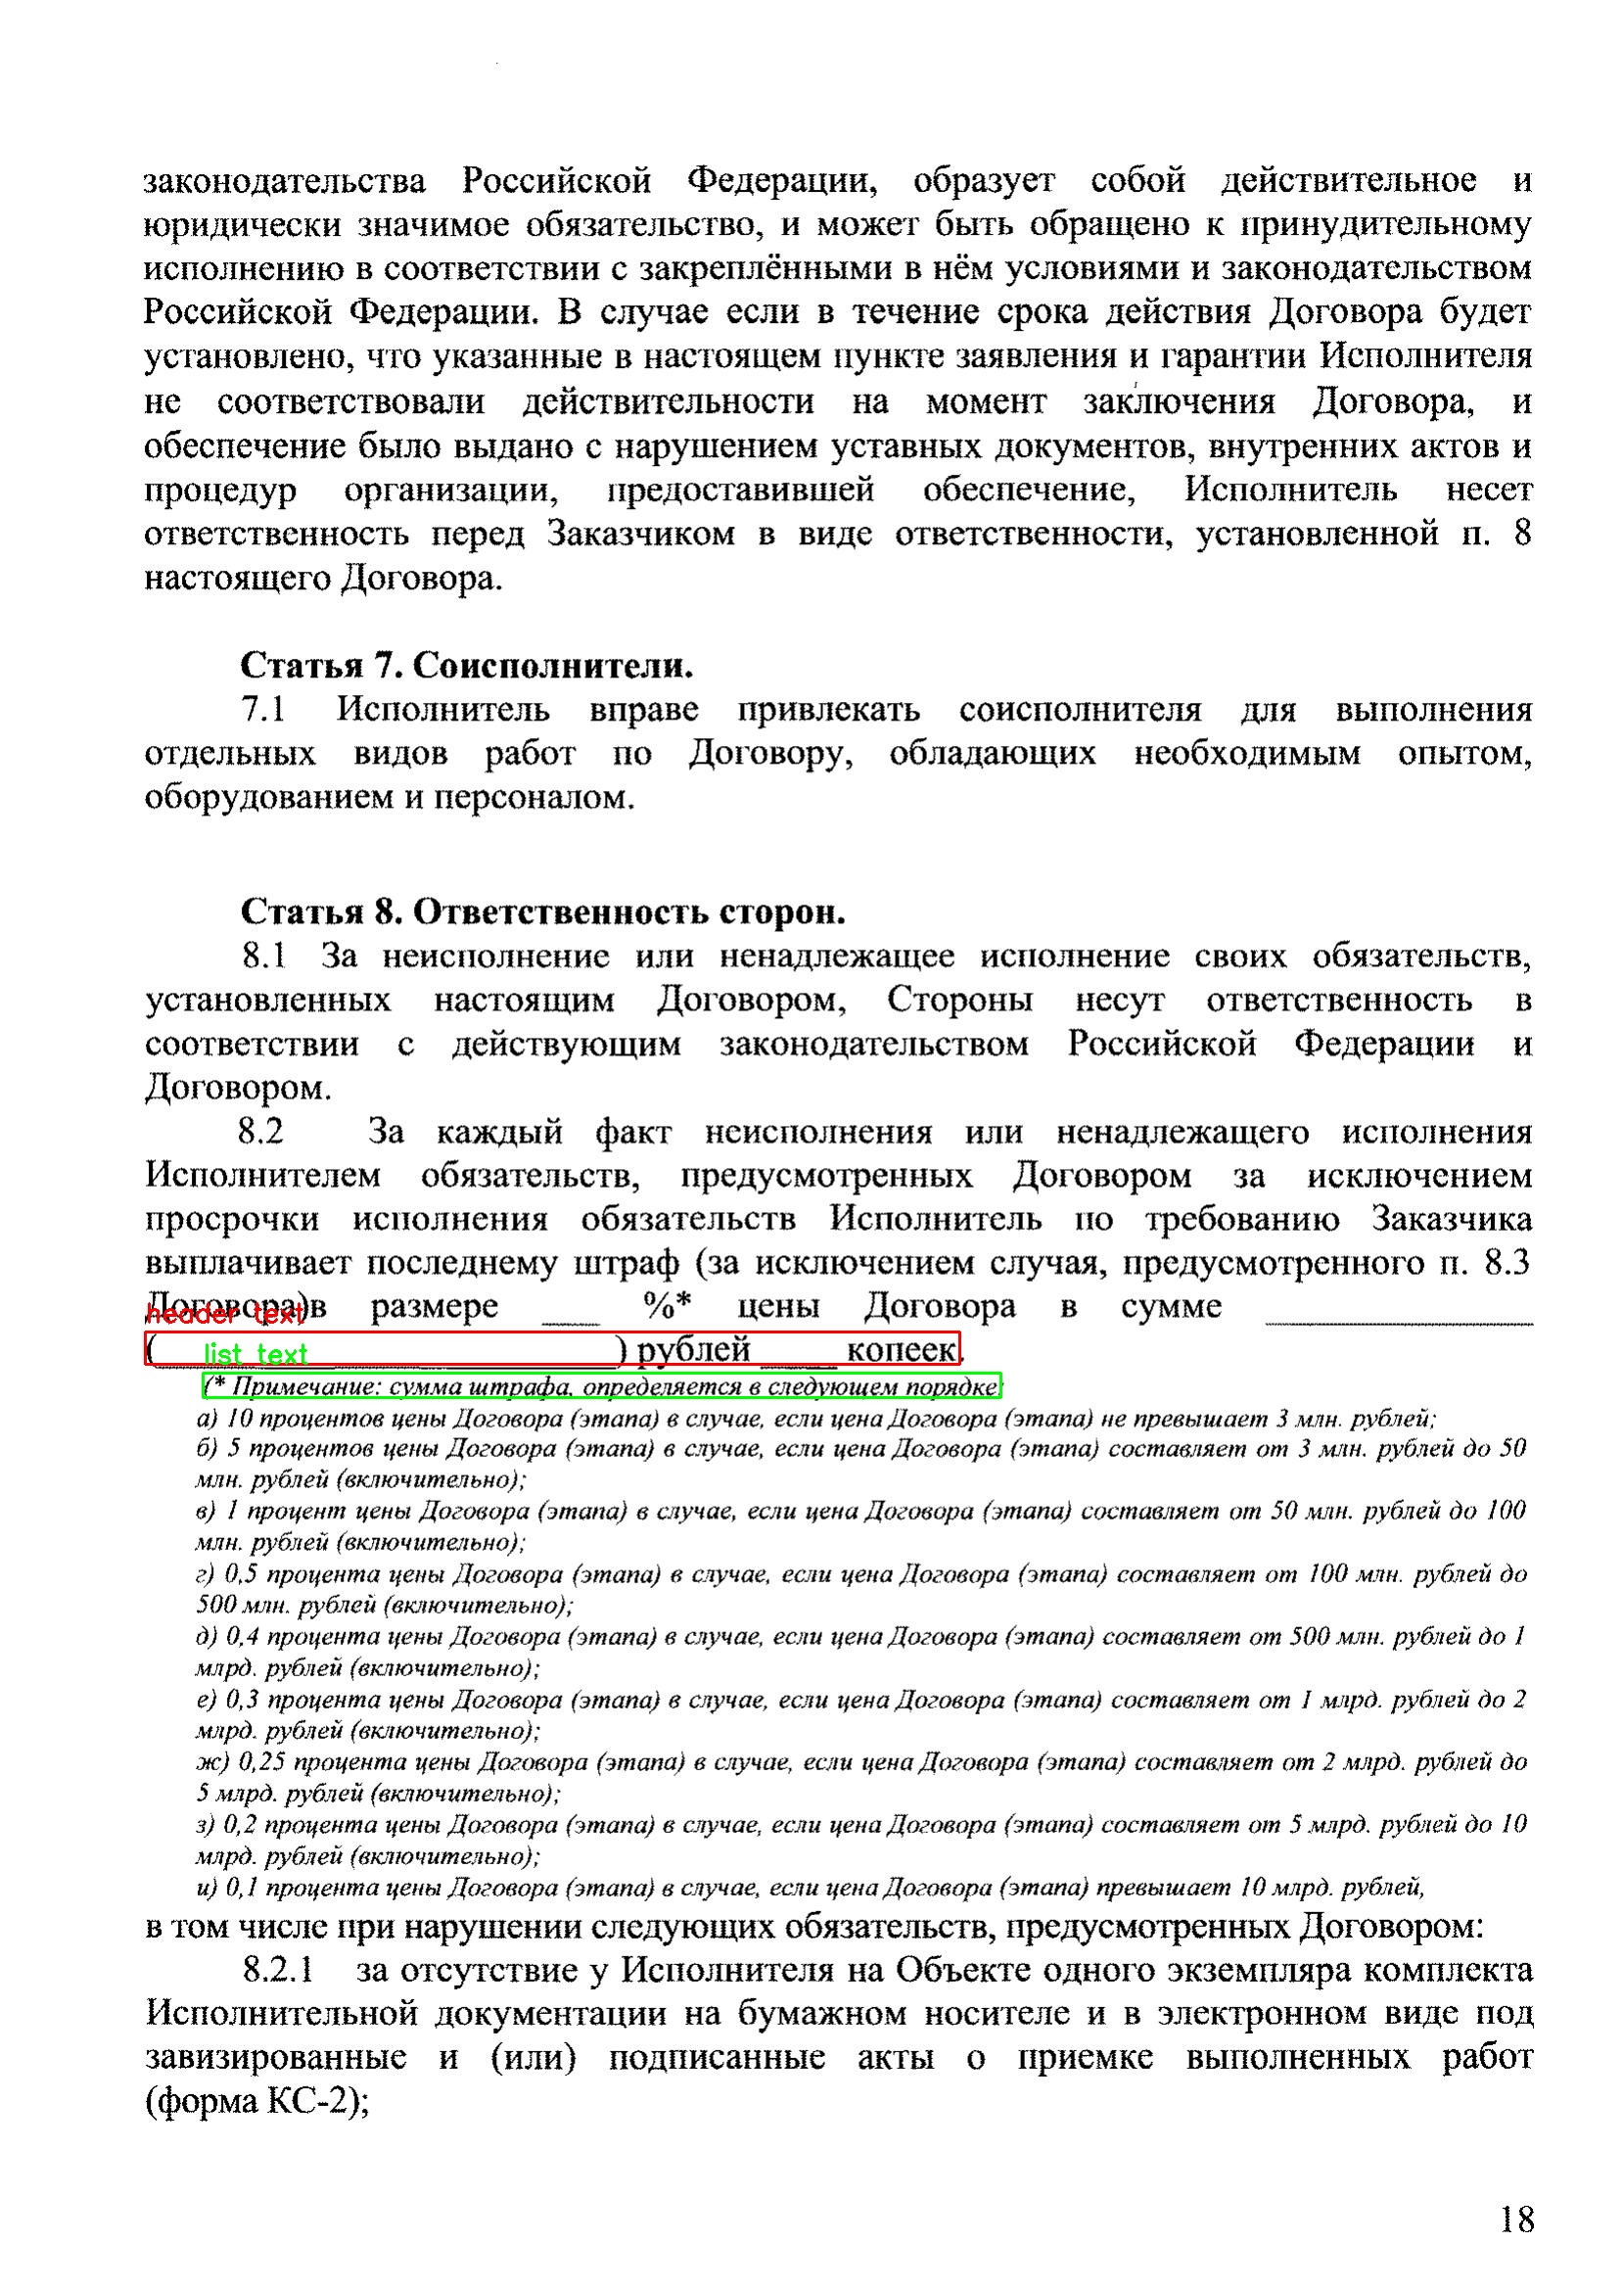 законодательства Российской Федерации, образует собой действительное и
юридически значимое обязательство, и может быть обращено к принудительному
исполнению в соответствии с закреплёнными в нём условиями и законодательством
Российской Федерации. В случае если в течение срока действия Договора будет
установлено, что указанные в настоящем пункте заявления и гарантии Исполнителя
не соответствовали действительности на момент заключения Договора, и
обеспечение было выдано с нарушением уставных документов, внутренних актов и
процедур организации, предоставившей обеспечение, Исполнитель несет
ответственность перед Заказчиком в виде ответственности, установленной п. 8
настоящего Договора.
Статья 7. Соисполнители.
7.1 Исполнитель вправе привлекать соисполнителя для выполнения
отдельных видов работ по Договору, обладающих необходимым опытом,
оборудованием и персоналом.
Статья 8. Ответственность сторон.
8.1 За неисполнение или ненадлежащее исполнение своих обязательств,
установленных настоящим Договором, Стороны несут ответственность в
соответствии с действующим законодательством Российской Федерации и
Договором.
8.2 За каждый факт неисполнения или ненадлежащего исполнения
Исполнителем обязательств, предусмотренных Договором за исключением
просрочки исполнения обязательств Исполнитель по требованию Заказчика
выплачивает последнему штраф (за исключением случая, предусмотренного п. 8.3
Договора)в размере ___ %* цены Договора в сумме ______________
header text
(________________________) рублей ____ копеек.
list text
(* Примечание: сумма штрафа, определяется в следующем порядке:
а) 10 процентов цены Договора (этапа) в случае, если цена Договора (этапа) не превышает 3 млн. рублей;
б) 5 процентов цены Договора (этапа) в случае, если цена Договора (этапа) составляет от 3 млн. рублей до 50
млн. рублей (включительно);
в) 1 процент цены Договора (этапа) в случае, если цена Договора (этапа) составляет от 50 млн. рублей до 100
млн. рублей (включительно);
г) 0,5 процента цены Договора (этапа) в случае, если цена Договора (этапа) составляет от 100 млн. рублей до
500 млн. рублей (включительно);
д) 0,4 процента цены Договора (этапа) в случае, если цена Договора (этапа) составляет от 500 млн. рублей до 1
млрд. рублей (включительно);
е) 0,3 процента цены Договора (этапа) в случае, если цена Договора (этапа) составляет от 1 млрд. рублей до 2
млрд. рублей (включительно);
ж) 0,25 процента цены Договора (этапа) в случае, если цена Договора (этапа) составляет от 2 млрд. рублей до
5 млрд. рублей (включительно);
з) 0,2 процента цены Договора (этапа) в случае, если цена Договора (этапа) составляет от 5 млрд. рублей до 10
млрд. рублей (включительно);
и) 0,1 процента цены Договора (этапа) в случае, если цена Договора (этапа) превышает 10 млрд. рублей,
в том числе при нарушении следующих обязательств, предусмотренных Договором:
8.2.1 за отсутствие у Исполнителя на Объекте одного экземпляра комплекта
Исполнительной документации на бумажном носителе и в электронном виде под
завизированные и (или) подписанные акты о приемке выполненных работ
(форма КС-2);
18